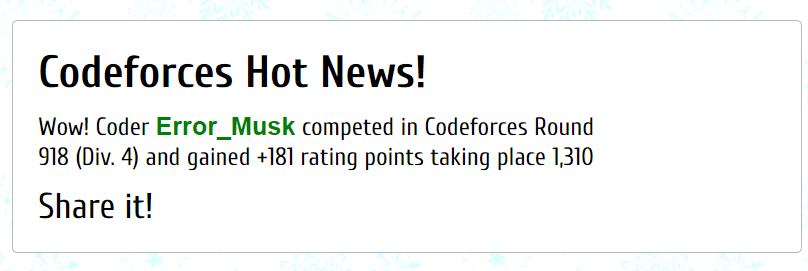 Codeforces Hot News!
Wow! Coder Error_Musk competed in Codeforces Round
918 (Div. 4) and gained +181 rating points taking place 1,310
Share it!